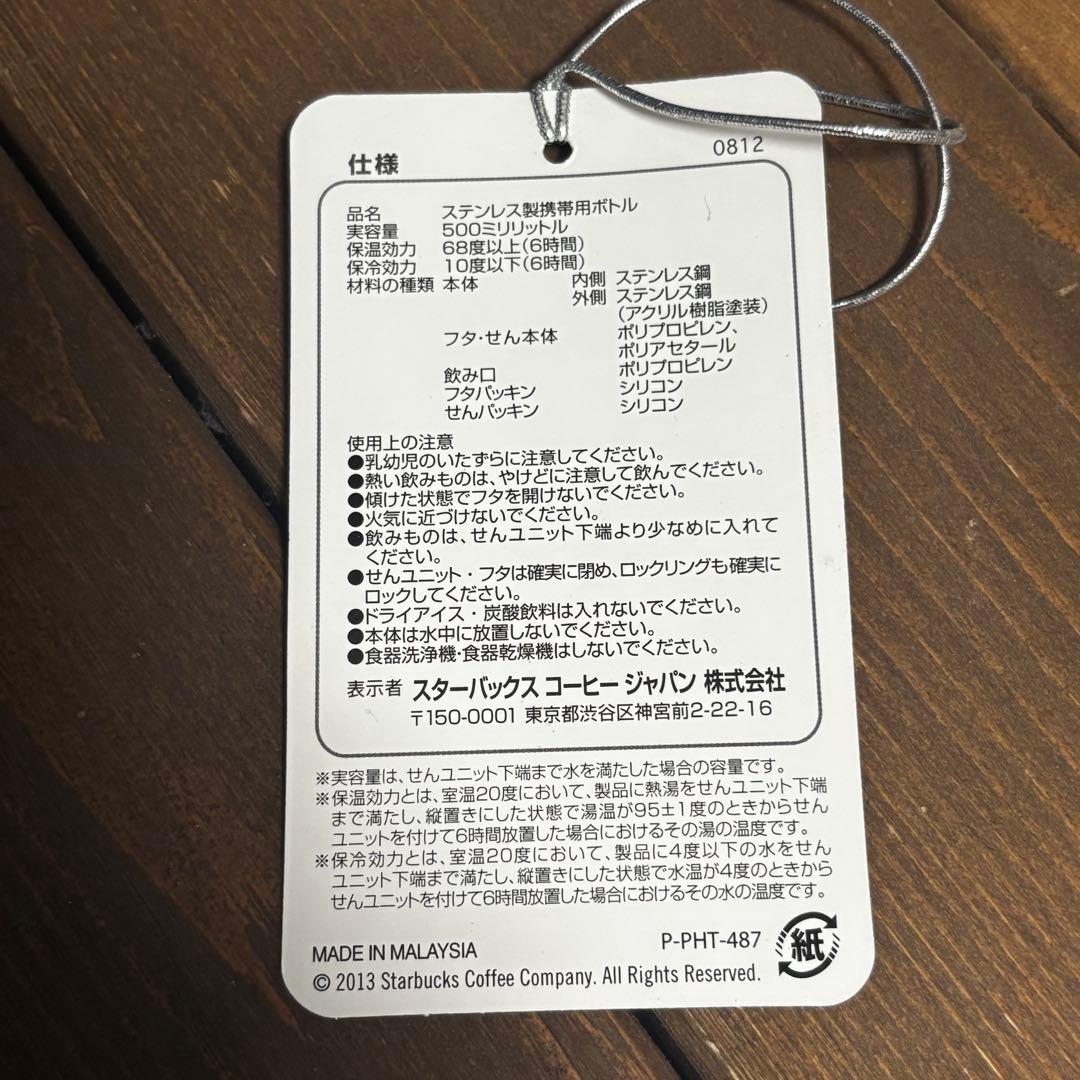 0812
仕様
品名 ステンレス製携帯用ボトル
実容量 500ミリリットル
保温効力 68度以上(6時間)
保冷効力 10度以下(6時間)
材料の種類 本体 内側 ステンレス鋼
外側 ステンレス鋼
(アクリル樹脂塗装)
フタ・せん本体 ポリプロピレン、
ポリアセタール
飲み口 ポリプロピレン
フタパッキン シリコン
せんパッキン シリコン
使用上の注意
●乳幼児のいたずらに注意してください。
●熱い飲みものは、やけどに注意して飲んでください。
●傾けた状態でフタを開けないでください。
●火気に近づけないでください。
●飲みものは、せんユニット下端より少なめに入れて
ください。
●せんユニット・フタは確実に閉め、ロックリングも確実に
ロックしてください。
●ドライアイス・炭酸飲料は入れないでください。
●本体は水中に放置しないでください。
●食器洗浄機・食器乾燥機はしないでください。
表示者 スターバックス コーヒー ジャパン 株式会社
〒150-0001 東京都渋谷区神宮前2-22-16
※実容量は、せんユニット下端まで水を満たした場合の容量です。
※保温効力とは、室温20度において、製品に熱湯をせんユニット下端
まで満たし、縦置きにした状態で湯温が95±1度のときからせん
ユニットを付けて6時間放置した場合におけるその湯の温度です。
※保冷効力とは、室温20度において、製品に4度以下の水をせん
ユニット下端まで満たし、縦置きにした状態で水温が4度のときから
せんユニットを付けて6時間放置した場合におけるその水の温度です。
MADE IN MALAYSIA P-PHT-487 紙
© 2013 Starbucks Coffee Company. All Rights Reserved.